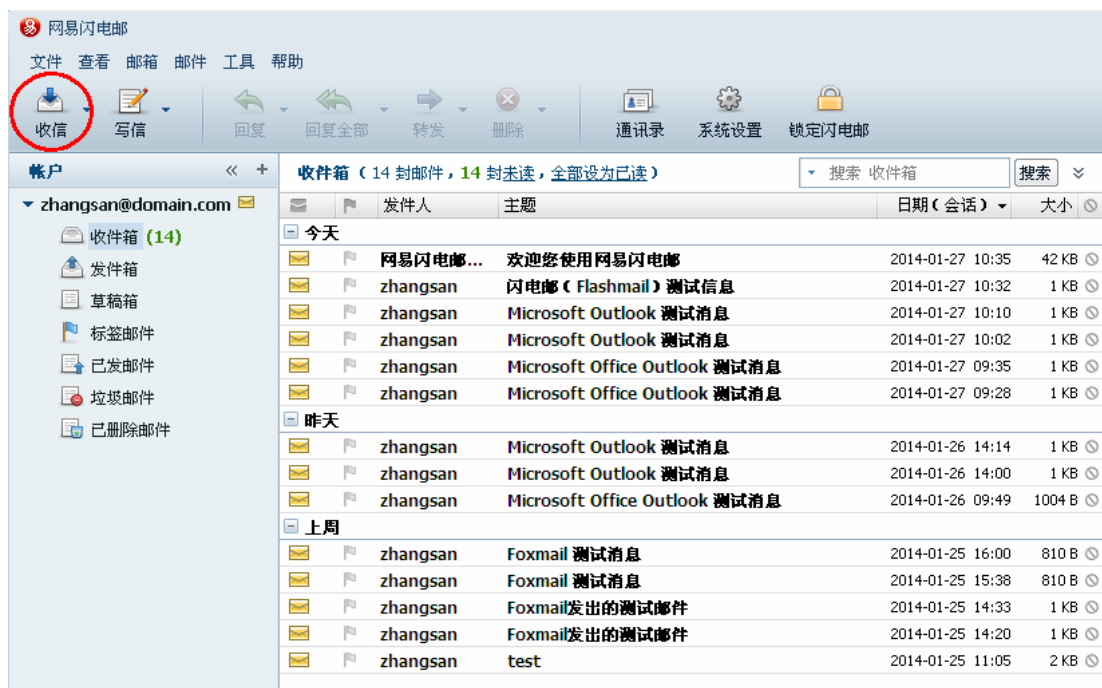 网易闪电邮
文件 查看 邮箱 邮件 工具 帮助
收信 写信 回复 回复全部 转发 删除 通讯录 系统设置 锁定闪电邮
帐户 « +
收件箱（14 封邮件，14 封未读，全部设为已读） 搜索 收件箱 搜索
zhangsan@domain.com
收件箱 (14)
发件箱
草稿箱
标签邮件
已发邮件
垃圾邮件
已删除邮件
发件人 主题 日期（会话） 大小
今天
网易闪电邮... 欢迎您使用网易闪电邮 2014-01-27 10:35 42 KB
zhangsan 闪电邮（Flashmail）测试信息 2014-01-27 10:32 1 KB
zhangsan Microsoft Outlook 测试消息 2014-01-27 10:10 1 KB
zhangsan Microsoft Outlook 测试消息 2014-01-27 10:02 1 KB
zhangsan Microsoft Office Outlook 测试消息 2014-01-27 09:35 1 KB
zhangsan Microsoft Office Outlook 测试消息 2014-01-27 09:28 1 KB
昨天
zhangsan Microsoft Outlook 测试消息 2014-01-26 14:14 1 KB
zhangsan Microsoft Outlook 测试消息 2014-01-26 14:00 1 KB
zhangsan Microsoft Office Outlook 测试消息 2014-01-26 09:49 1004 B
上周
zhangsan Foxmail 测试消息 2014-01-25 16:00 810 B
zhangsan Foxmail 测试消息 2014-01-25 15:38 810 B
zhangsan Foxmail发出的测试邮件 2014-01-25 14:33 1 KB
zhangsan Foxmail发出的测试邮件 2014-01-25 14:20 1 KB
zhangsan test 2014-01-25 11:05 2 KB